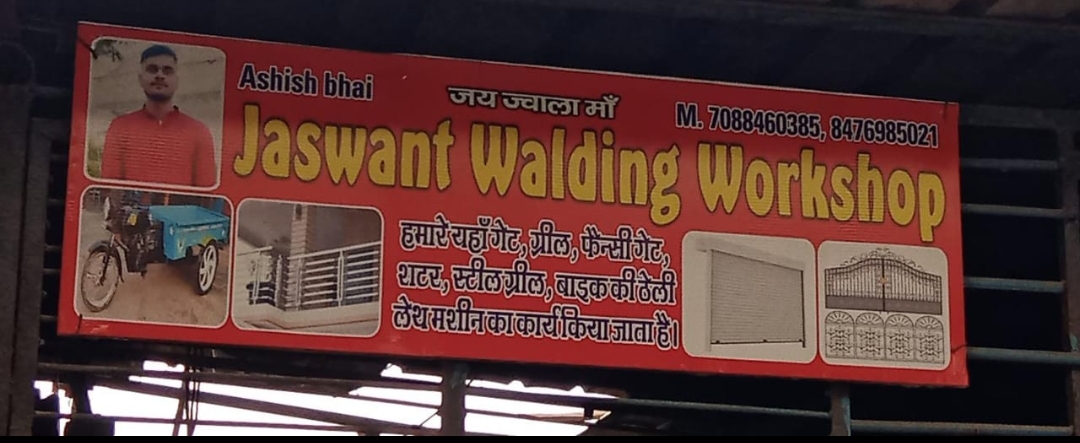 Ashish bhai
जय ज्वाला माँ
M. 7088460385, 8476985021
Jaswant Walding Workshop
हमारे यहाँ गेट, ग्रील, फैन्सी गेट,
शटर, स्टील ग्रील, बाइक की ठेली
लेथ मशीन का कार्य किया जाता है।